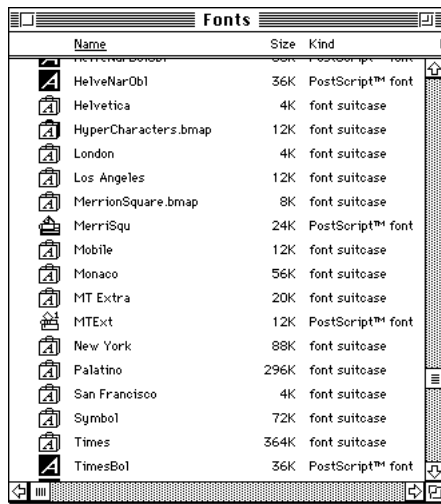 Fonts
Name Size Kind
HelveNarObl 36K PostScript™ font
Helvetica 4K font suitcase
HyperCharacters.bmap 12K font suitcase
London 4K font suitcase
Los Angeles 12K font suitcase
MerrionSquare.bmap 8K font suitcase
MerriSqu 24K PostScript™ font
Mobile 12K font suitcase
Monaco 56K font suitcase
MT Extra 20K font suitcase
MTExt 12K PostScript™ font
New York 88K font suitcase
Palatino 296K font suitcase
San Francisco 4K font suitcase
Symbol 72K font suitcase
Times 364K font suitcase
TimesBol 36K PostScript™ font